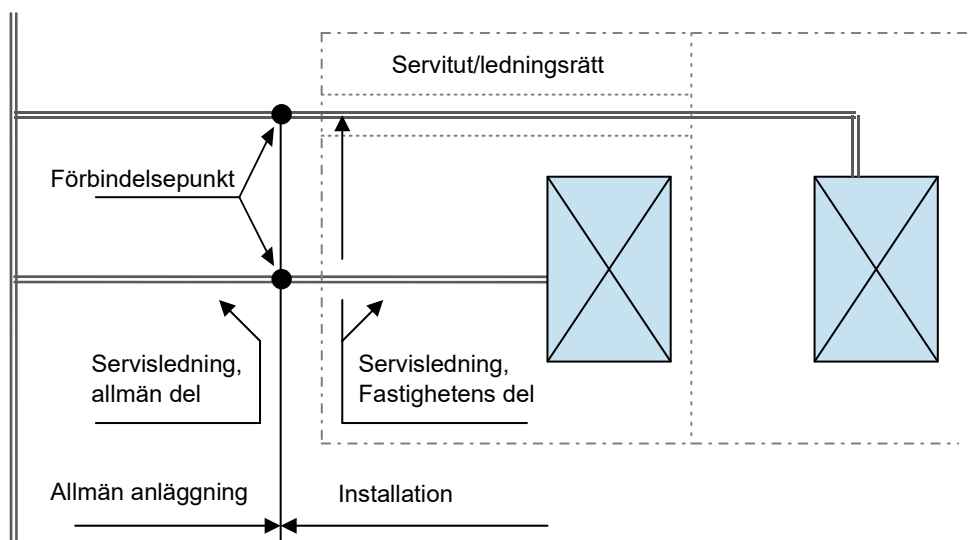 Servitut/ledningsrätt
Förbindelsepunkt
Servisledning,
allmän del
Servisledning,
Fastighetens del
Allmän anläggning
Installation